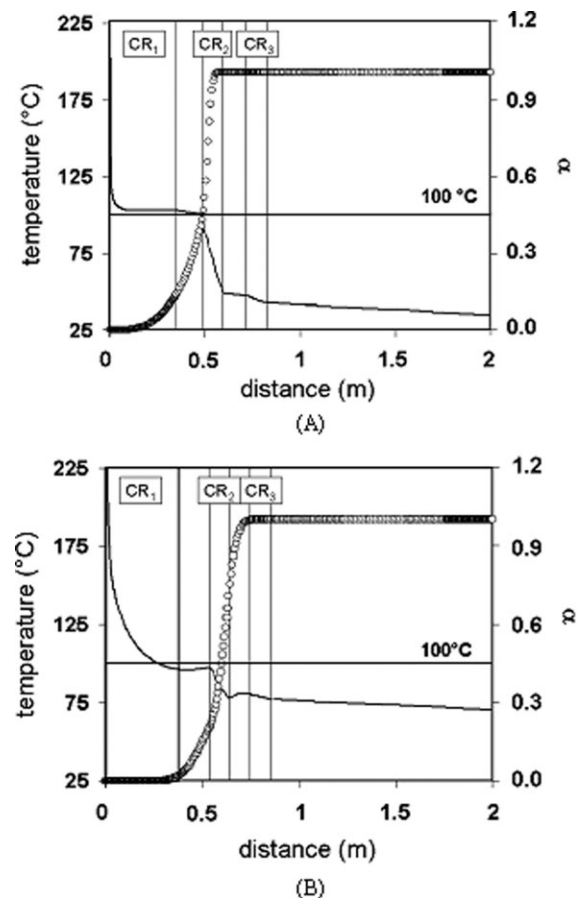 225
175
125
75
25
temperature (°C)
CR₁
CR₂
CR₃
1.2
0.9
0.6
0.3
0.0
α
100 °C
0
0.5
1
1.5
2
distance (m)
(A)
225
175
125
75
25
temperature (°C)
CR₁
CR₂
CR₃
1.2
0.9
0.6
0.3
0.0
α
100°C
0
0.5
1
1.5
2
distance (m)
(B)